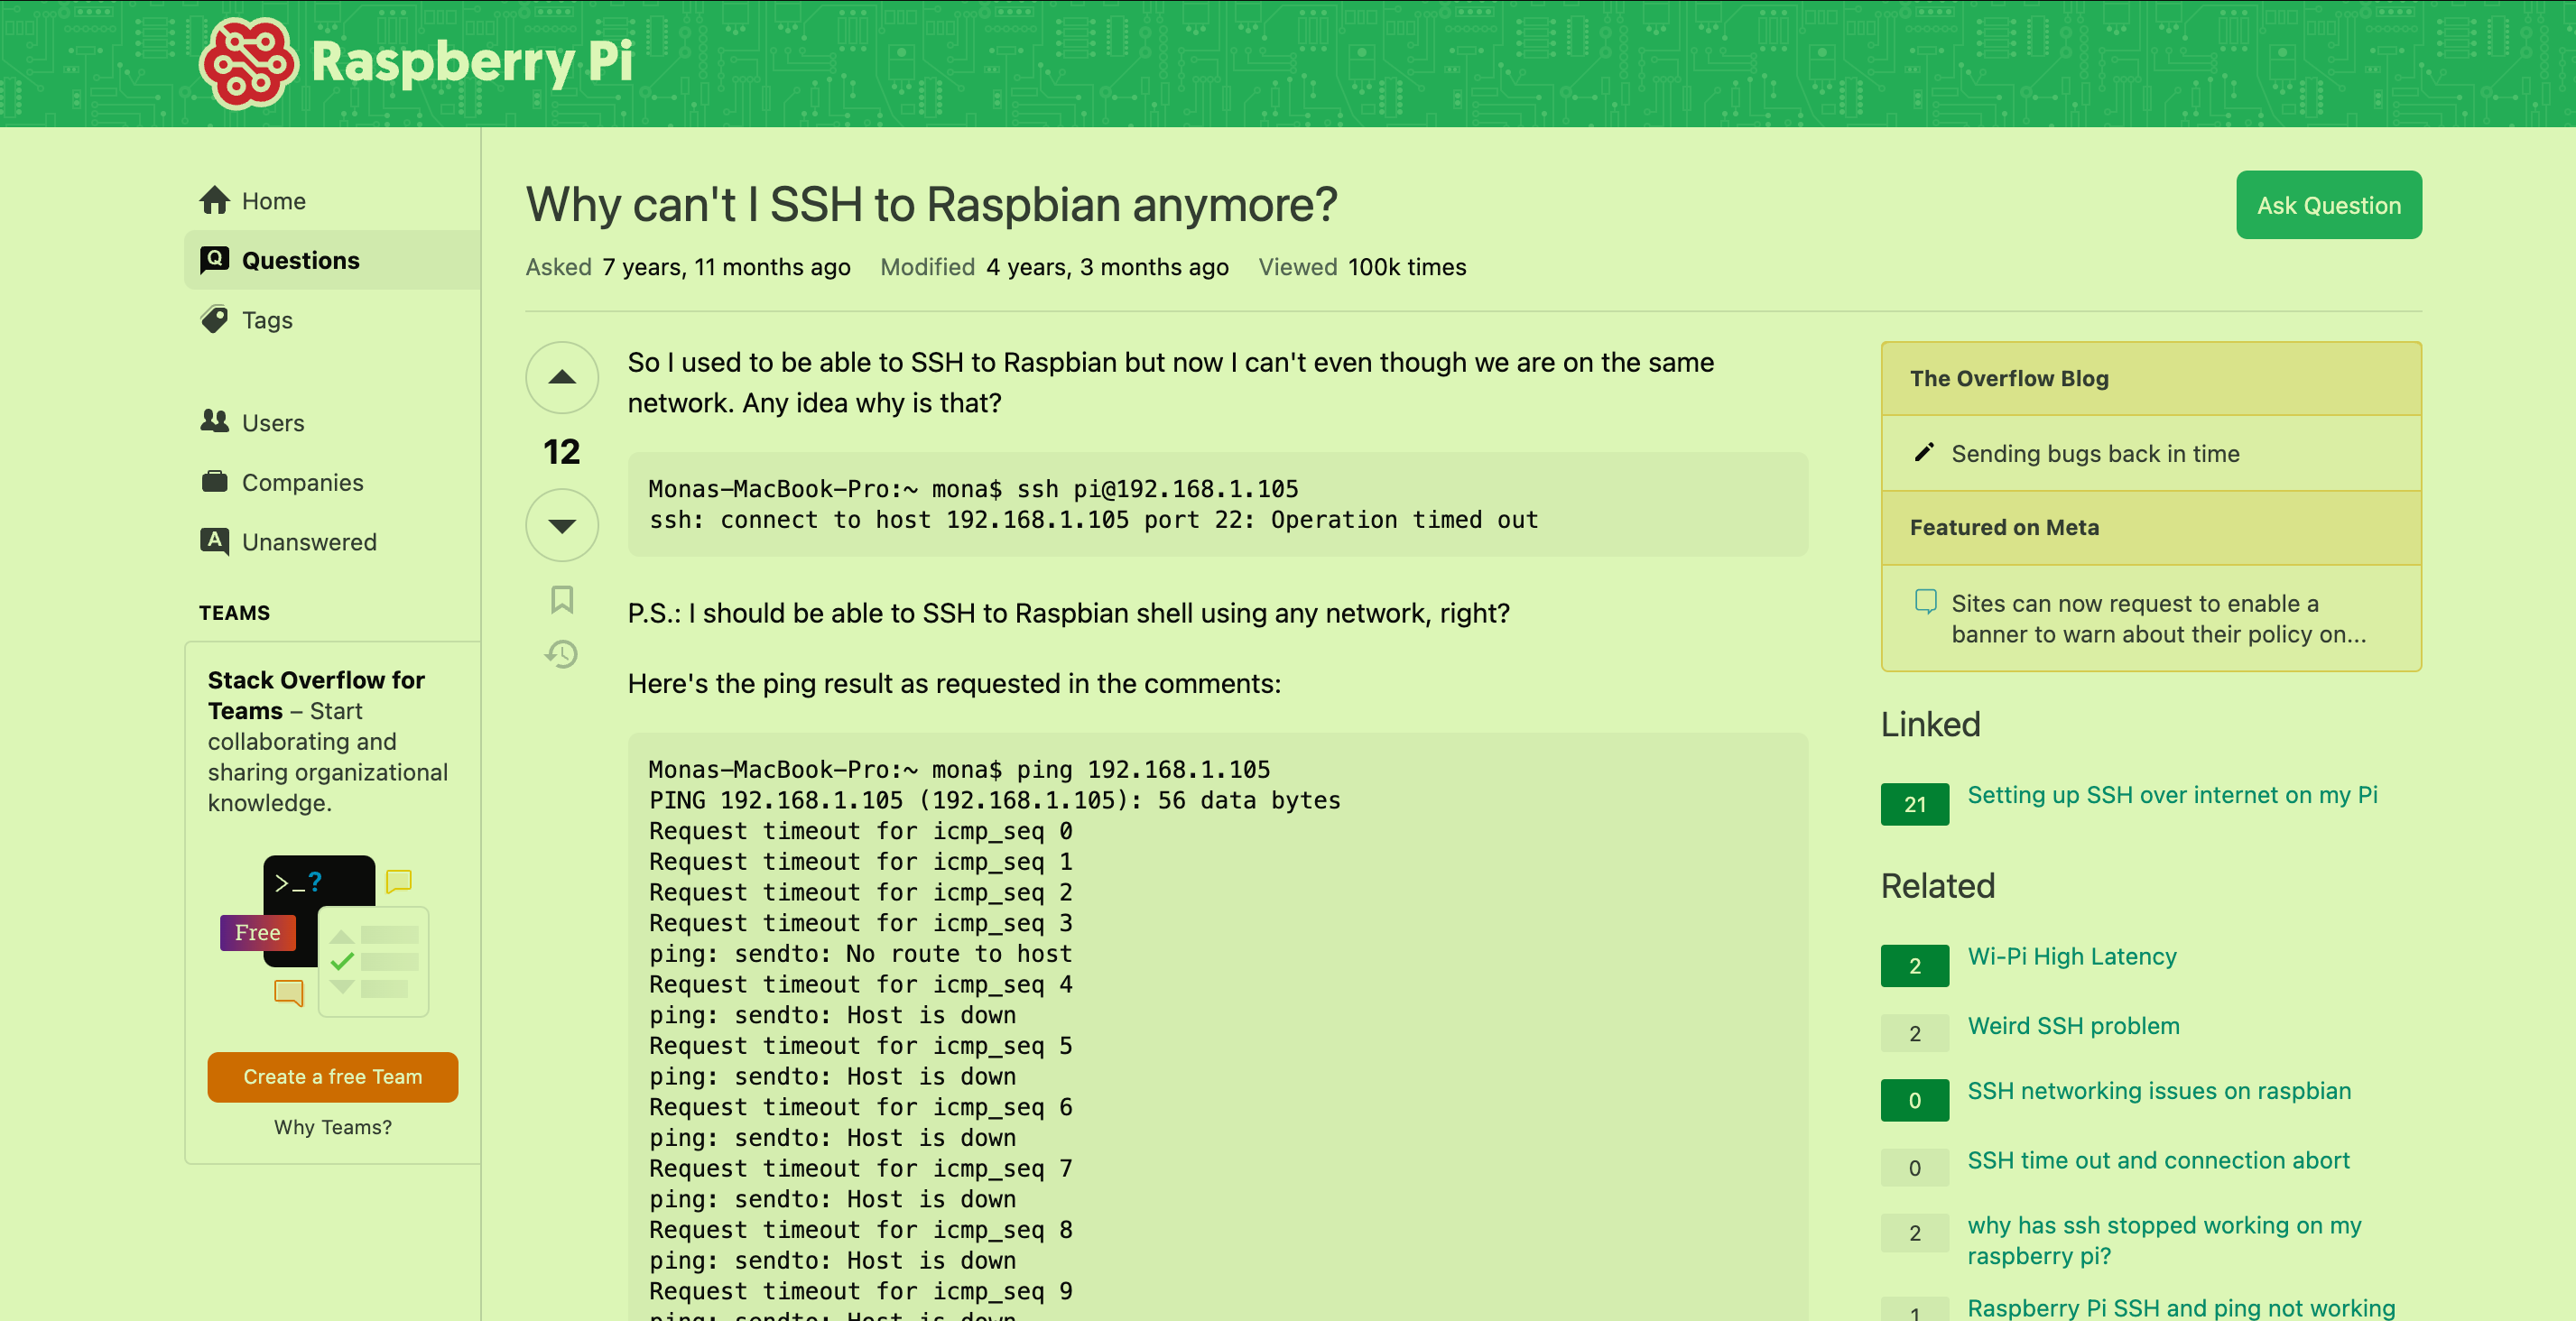 Raspberry Pi
Home
Questions
Tags
Users
Companies
Unanswered
TEAMS
Stack Overflow for
Teams – Start
collaborating and
sharing organizational
knowledge.
>_?
Free
Create a free Team
Why Teams?
Why can't I SSH to Raspbian anymore?
Ask Question
Asked 7 years, 11 months ago Modified 4 years, 3 months ago Viewed 100k times
12
So I used to be able to SSH to Raspbian but now I can't even though we are on the same
network. Any idea why is that?
Monas-MacBook-Pro:~ mona$ ssh pi@192.168.1.105
ssh: connect to host 192.168.1.105 port 22: Operation timed out
P.S.: I should be able to SSH to Raspbian shell using any network, right?
Here's the ping result as requested in the comments:
Monas-MacBook-Pro:~ mona$ ping 192.168.1.105
PING 192.168.1.105 (192.168.1.105): 56 data bytes
Request timeout for icmp_seq 0
Request timeout for icmp_seq 1
Request timeout for icmp_seq 2
Request timeout for icmp_seq 3
ping: sendto: No route to host
Request timeout for icmp_seq 4
ping: sendto: Host is down
Request timeout for icmp_seq 5
ping: sendto: Host is down
Request timeout for icmp_seq 6
ping: sendto: Host is down
Request timeout for icmp_seq 7
ping: sendto: Host is down
Request timeout for icmp_seq 8
ping: sendto: Host is down
Request timeout for icmp_seq 9
ping: sendto: Host is down
The Overflow Blog
Sending bugs back in time
Featured on Meta
Sites can now request to enable a
banner to warn about their policy on...
Linked
21 Setting up SSH over internet on my Pi
Related
2 Wi-Pi High Latency
2 Weird SSH problem
0 SSH networking issues on raspbian
0 SSH time out and connection abort
2 why has ssh stopped working on my
raspberry pi?
1 Raspberry Pi SSH and ping not working